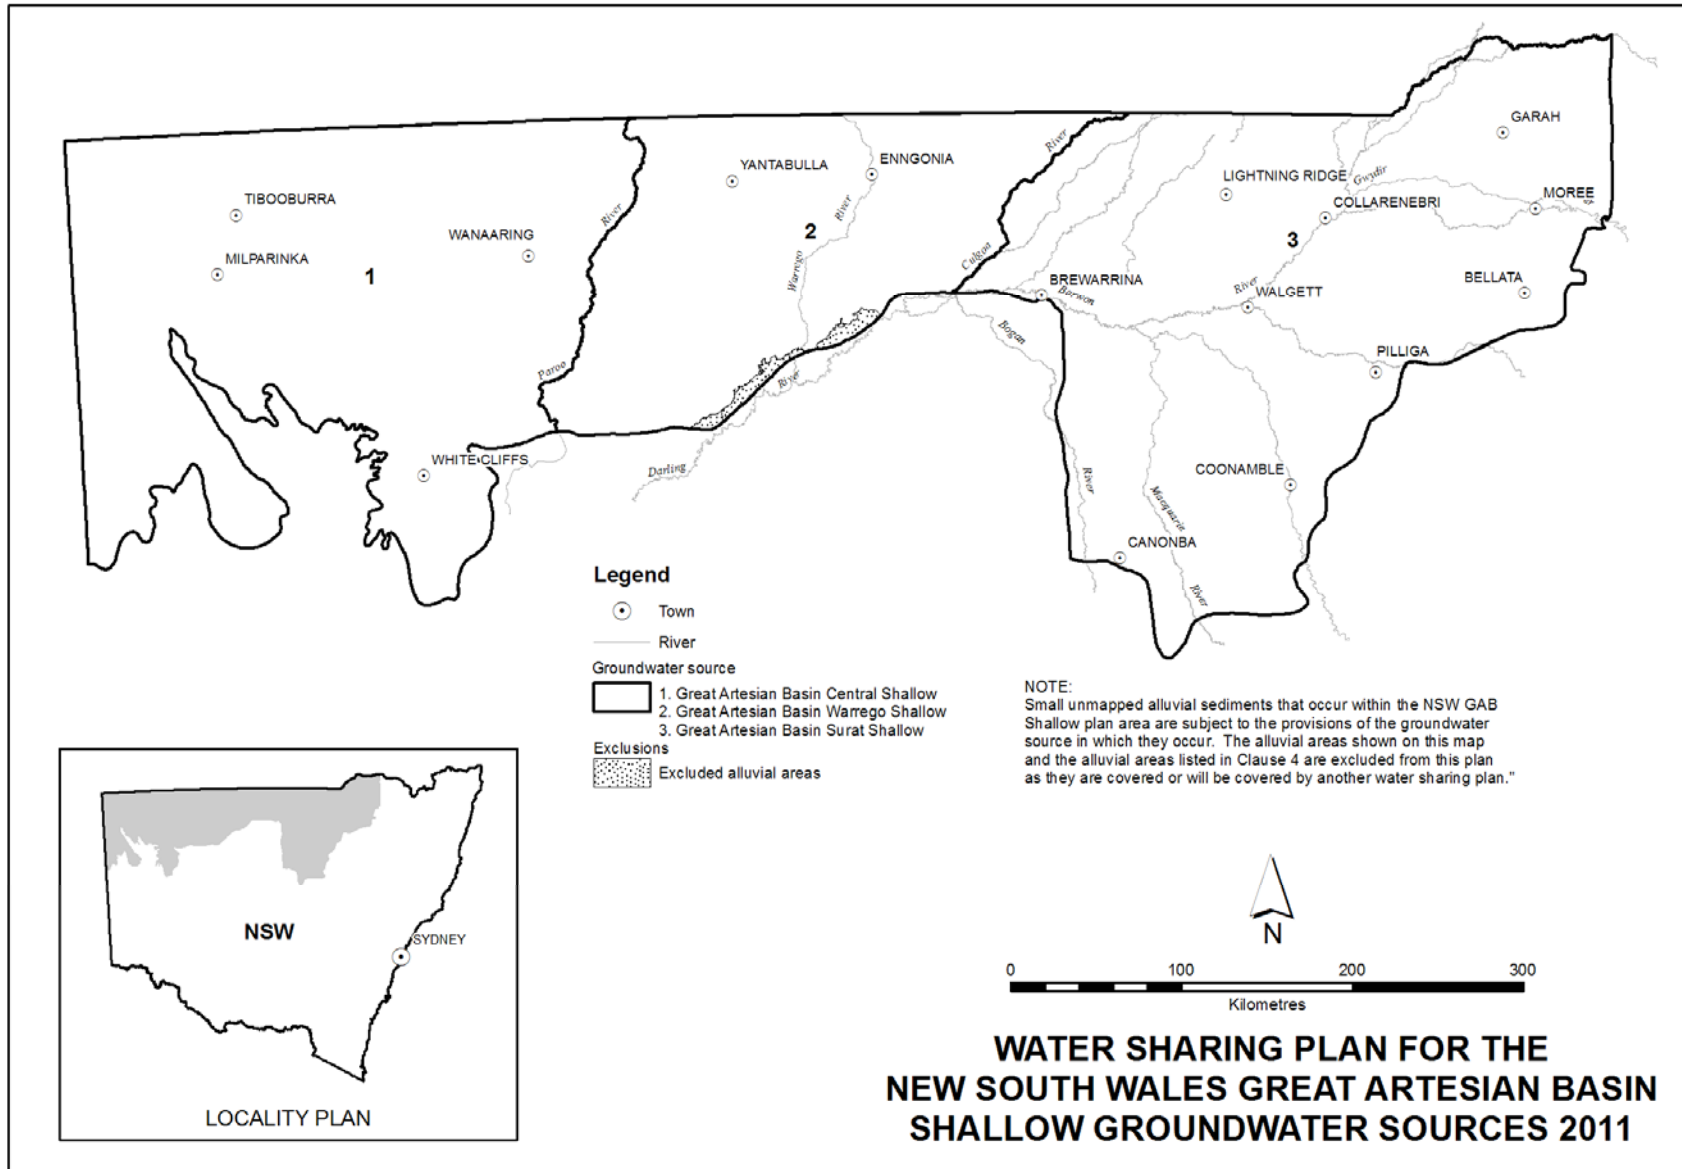 GARAH
YANTABULLA
ENNGONIA
River
LIGHTNING RIDGE
Gwydir
MOREE
COLLARENEBRI
TIBOOBURRA
River
River
WANAARING
2
3
MILPARINKA
1
Warrego
Culgoa
BREWARRINA
Barwon
River
WALGETT
BELLATA
Bogan
PILLIGA
Paroo
River
WHITE CLIFFS
Darling
River
Macquarie
COONAMBLE
CANONBA
River
Legend
Town
River
Groundwater source
1. Great Artesian Basin Central Shallow
2. Great Artesian Basin Warrego Shallow
3. Great Artesian Basin Surat Shallow
Exclusions
Excluded alluvial areas
NOTE:
Small unmapped alluvial sediments that occur within the NSW GAB
Shallow plan area are subject to the provisions of the groundwater
source in which they occur. The alluvial areas shown on this map
and the alluvial areas listed in Clause 4 are excluded from this plan
as they are covered or will be covered by another water sharing plan."
NSW
SYDNEY
LOCALITY PLAN
N
0 100 200 300
Kilometres
WATER SHARING PLAN FOR THE
NEW SOUTH WALES GREAT ARTESIAN BASIN
SHALLOW GROUNDWATER SOURCES 2011